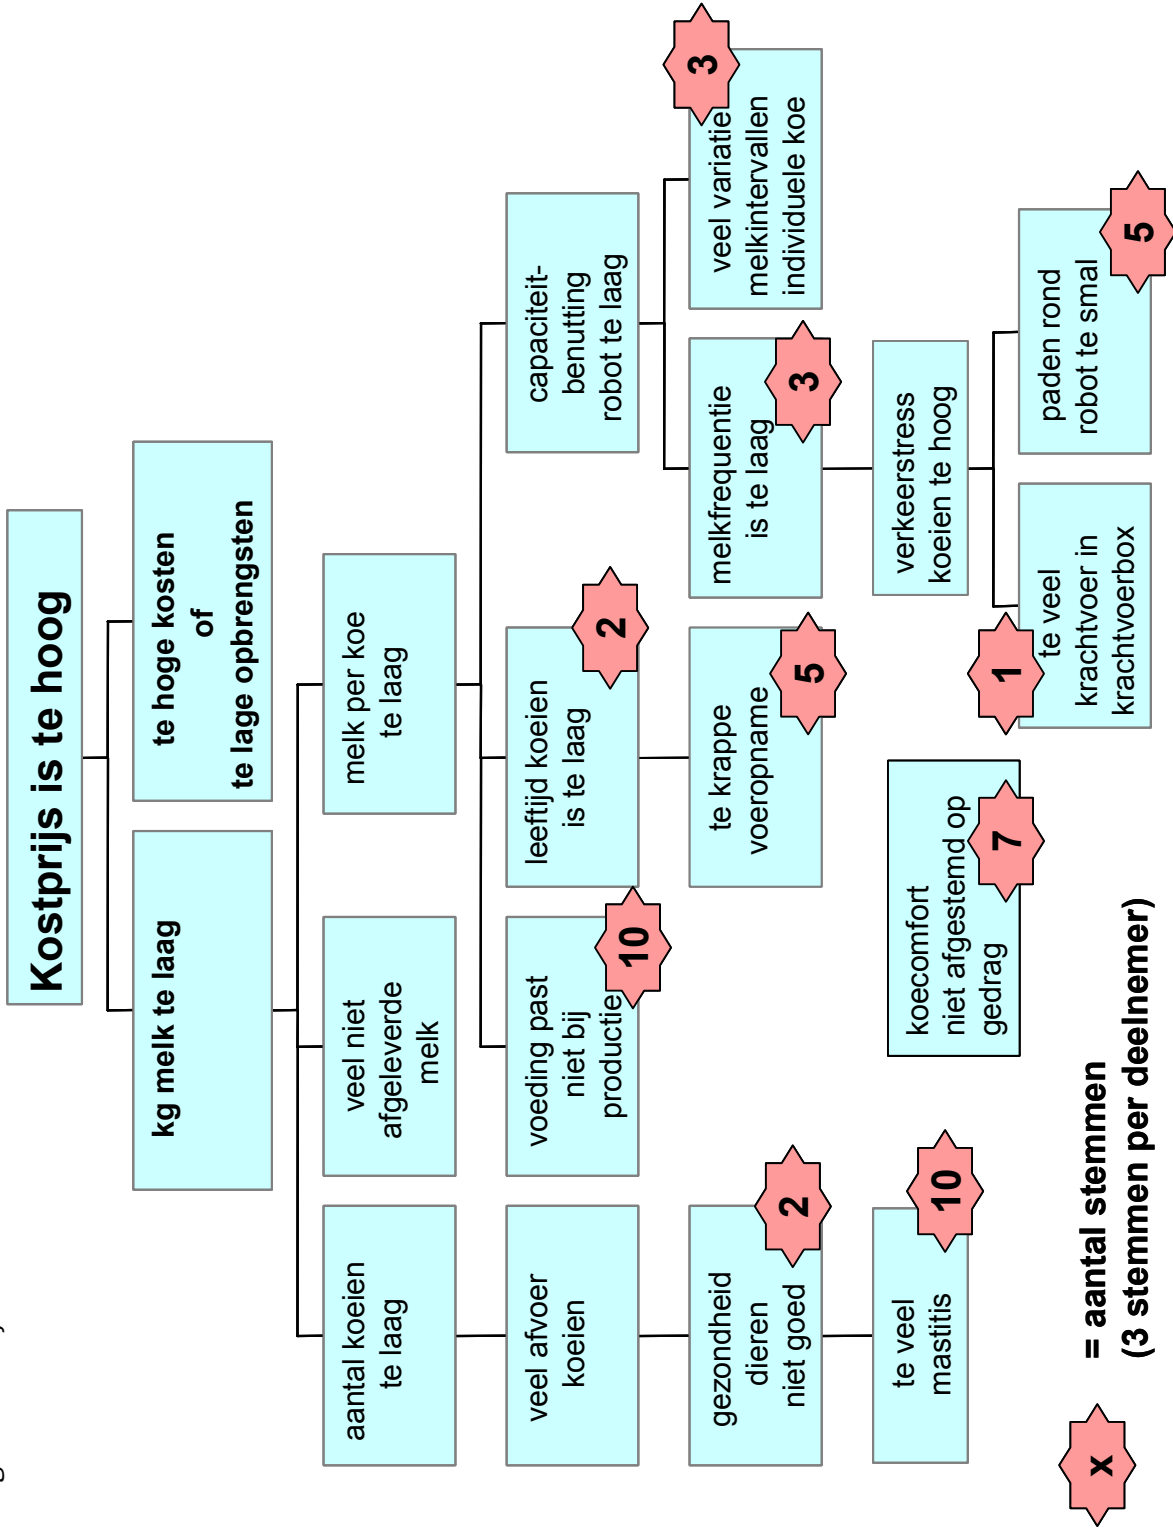 Kostprijs is te hoog
kg melk te laag
te hoge kosten
of
te lage opbrengsten
aantal koeien
te laag
veel niet
afgeleverde
melk
melk per koe
te laag
veel afvoer
koeien
voeding past
niet bij
productie
10
leeftijd koeien
is te laag
2
capaciteit-
benutting
robot te laag
gezondheid
dieren
niet goed
2
te krappe
voeropname
5
melkfrequentie
is te laag
3
veel variatie
melkintervallen
individuele koe
3
te veel
mastitis
10
koecomfort
niet afgestemd op
gedrag
7
verkeerstress
koeien te hoog
te veel
krachtvoer in
krachtvoerbox
1
paden rond
robot te smal
5
x
= aantal stemmen
(3 stemmen per deelnemer)